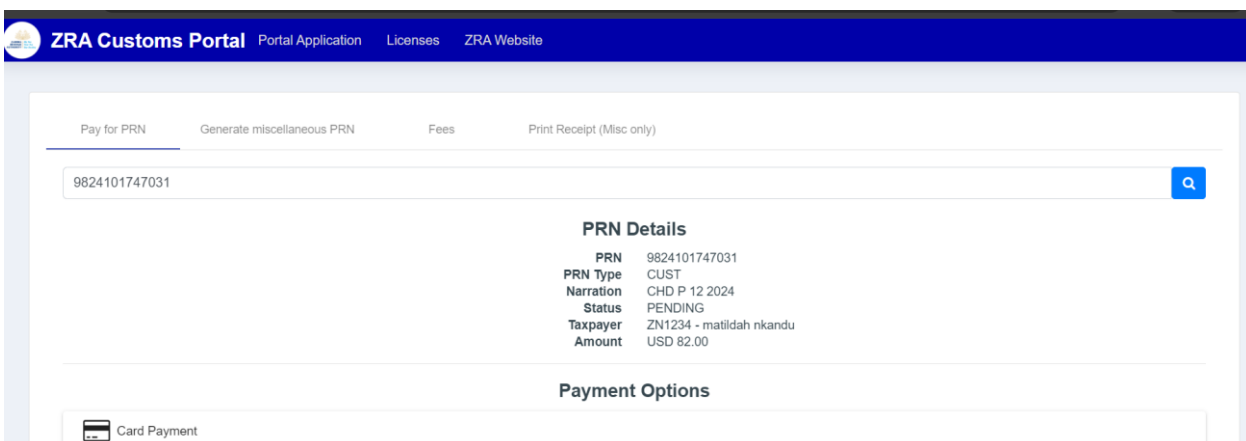 ZRA Customs Portal Portal Application Licenses ZRA Website
Pay for PRN Generate miscellaneous PRN Fees Print Receipt (Misc only)
9824101747031
PRN Details
PRN 9824101747031
PRN Type CUST
Narration CHD P 12 2024
Status PENDING
Taxpayer ZN1234 - matildah nkandu
Amount USD 82.00
Payment Options
Card Payment